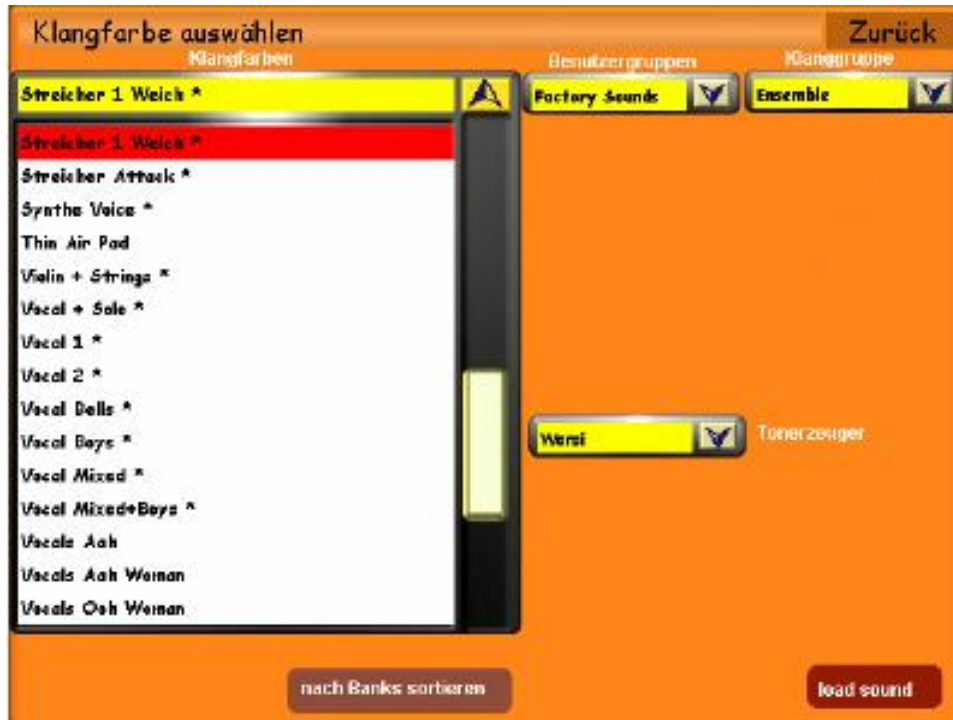 Klangfarbe auswählen
Zurück
Klangfarben
Benutzergruppen
Klanggruppe
Streicher 1 Weich *
Factory Sounds
Ensemble
Streicher 1 Weich *
Streicher Attack *
Synthe Voice *
Thin Air Pad
Violin + Strings *
Vocal + Solo *
Vocal 1 *
Vocal 2 *
Vocal Bells *
Vocal Boys *
Vocal Mixed *
Vocal Mixed+Boys *
Vocals Aah
Vocals Aah Woman
Vocals Ooh Woman
Wersi
Tonerzeuger
nach Banks sortieren
load sound